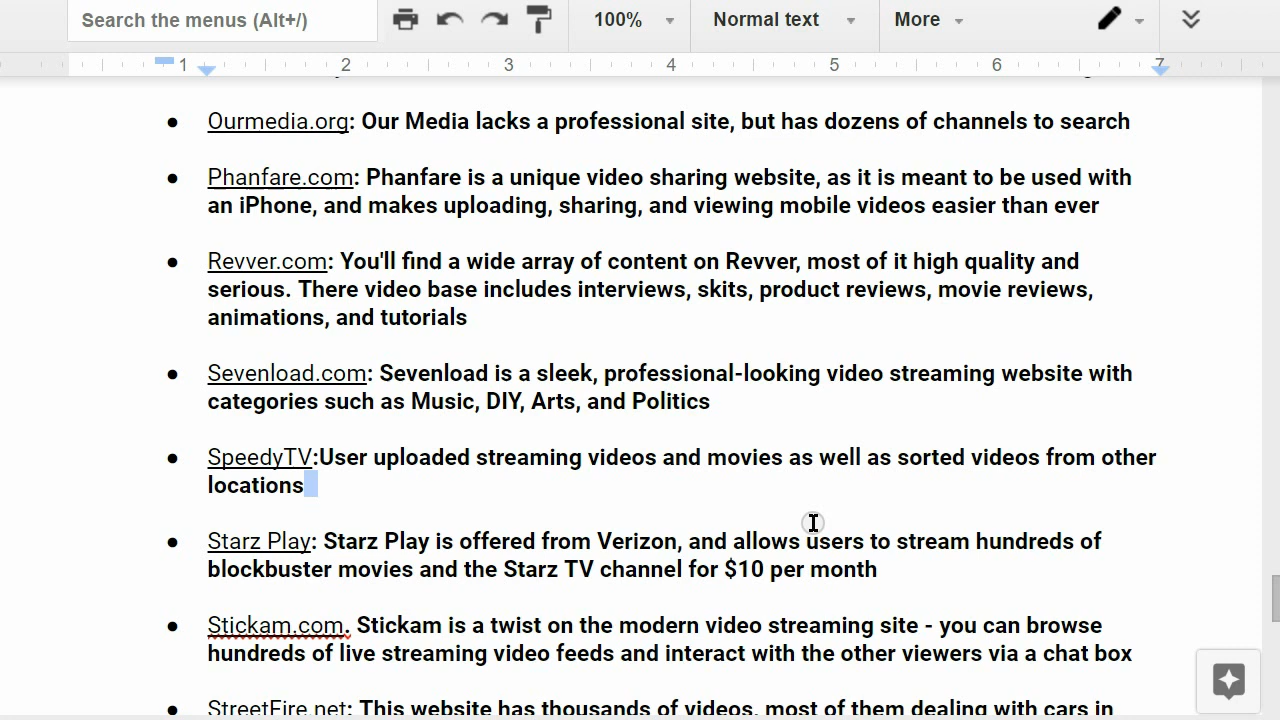 Search the menus (Alt+/)
100%
Normal text
More
1 2 3 4 5 6 7
● Ourmedia.org: Our Media lacks a professional site, but has dozens of channels to search
● Phanfare.com: Phanfare is a unique video sharing website, as it is meant to be used with
an iPhone, and makes uploading, sharing, and viewing mobile videos easier than ever
● Revver.com: You'll find a wide array of content on Revver, most of it high quality and
serious. There video base includes interviews, skits, product reviews, movie reviews,
animations, and tutorials
● Sevenload.com: Sevenload is a sleek, professional-looking video streaming website with
categories such as Music, DIY, Arts, and Politics
● SpeedyTV:User uploaded streaming videos and movies as well as sorted videos from other
locations
● Starz Play: Starz Play is offered from Verizon, and allows users to stream hundreds of
blockbuster movies and the Starz TV channel for $10 per month
● Stickam.com. Stickam is a twist on the modern video streaming site - you can browse
hundreds of live streaming video feeds and interact with the other viewers via a chat box
● StreetFire.net: This website has thousands of videos, most of them dealing with cars in